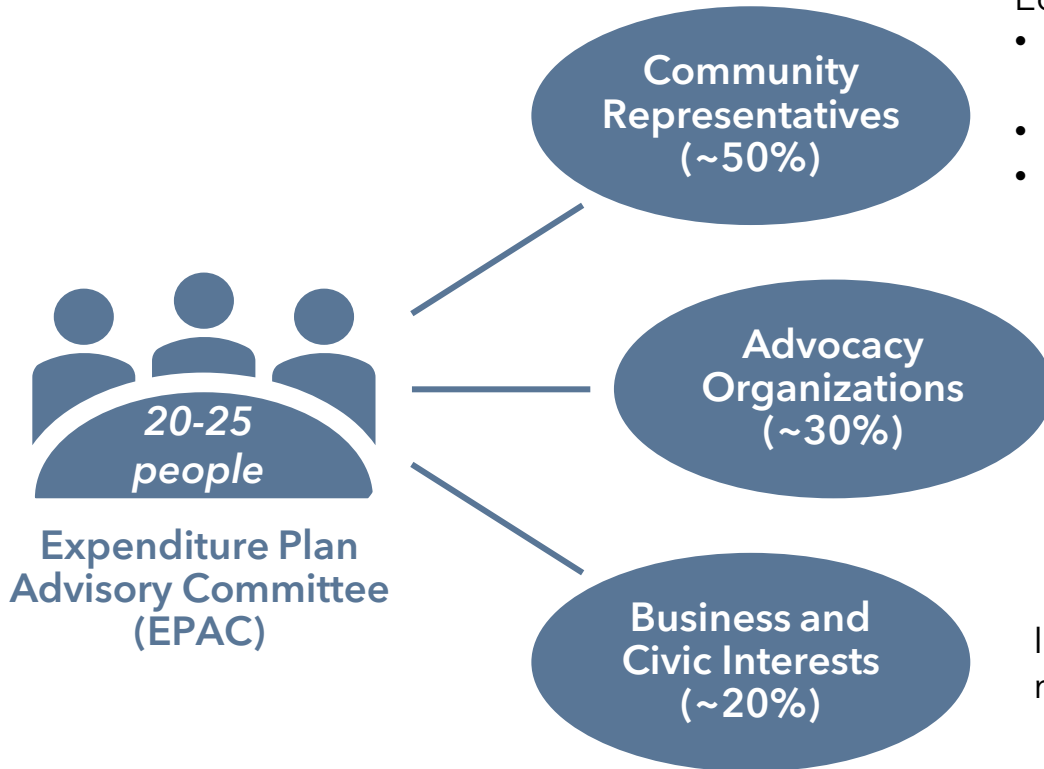 Community
Representatives
(~50%)
•
•
•
Advocacy
Organizations
(~30%)
20-25
people
Expenditure Plan
Advisory Committee
(EPAC)
Business and
Civic Interests
(~20%)